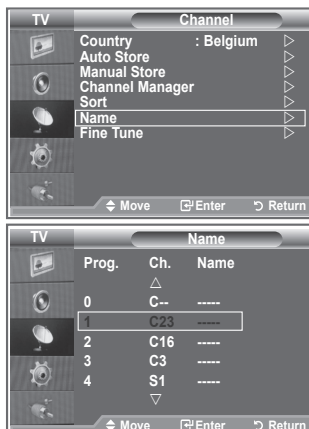 TV Channel
Country : Belgium ▷
Auto Store ▷
Manual Store ▷
Channel Manager ▷
Sort ▷
Name ▷
Fine Tune ▷
Move Enter Return
TV Name
Prog. Ch. Name
△
0 C-- -----
1 C23 -----
2 C16 -----
3 C3 -----
4 S1 -----
▽
Move Enter Return